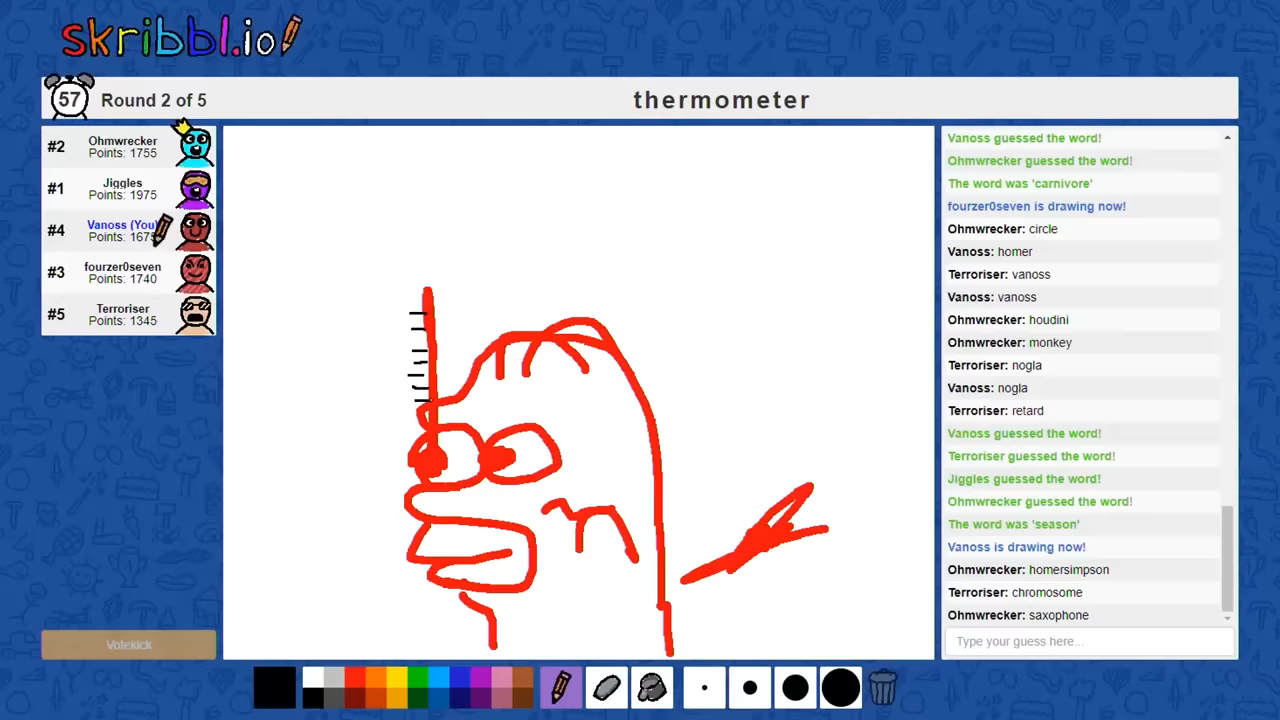 skribbl.io
57
Round 2 of 5
thermometer
#2
Ohmwrecker
Points: 1755
#1
Jiggles
Points: 1975
#4
Vanoss (You)
Points: 1675
#3
fourzer0seven
Points: 1740
#5
Terroriser
Points: 1345
Votekick
Vanoss guessed the word!
Ohmwrecker guessed the word!
The word was 'carnivore'
fourzer0seven is drawing now!
Ohmwrecker: circle
Vanoss: homer
Terroriser: vanoss
Vanoss: vanoss
Ohmwrecker: houdini
Ohmwrecker: monkey
Terroriser: nogla
Vanoss: nogla
Terroriser: retard
Vanoss guessed the word!
Terroriser guessed the word!
Jiggles guessed the word!
Ohmwrecker guessed the word!
The word was 'season'
Vanoss is drawing now!
Ohmwrecker: homersimpson
Terroriser: chromosome
Ohmwrecker: saxophone
Type your guess here...